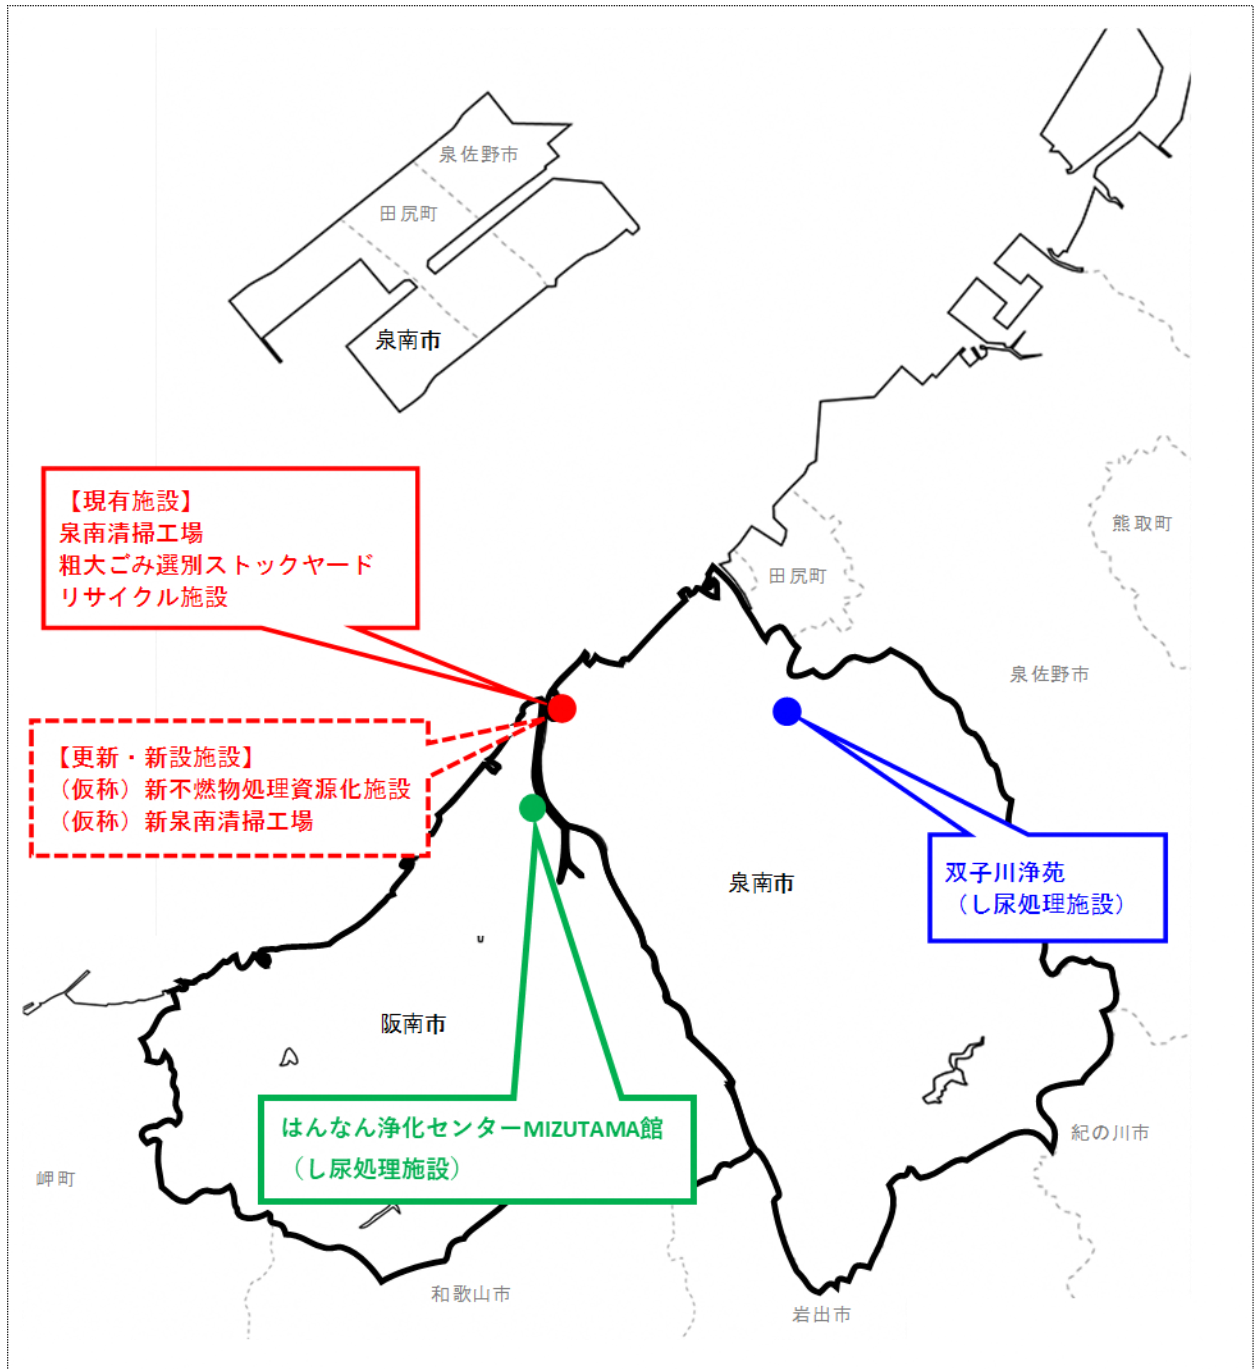 泉佐野市
田尻町
泉南市
【現有施設】
泉南清掃工場
粗大ごみ選別ストックヤード
リサイクル施設
熊取町
田尻町
泉佐野市
【更新・新設施設】
（仮称）新不燃物処理資源化施設
（仮称）新泉南清掃工場
双子川浄苑
（し尿処理施設）
泉南市
阪南市
はんなん浄化センターMIZUTAMA館
（し尿処理施設）
紀の川市
岬町
和歌山市
岩出市